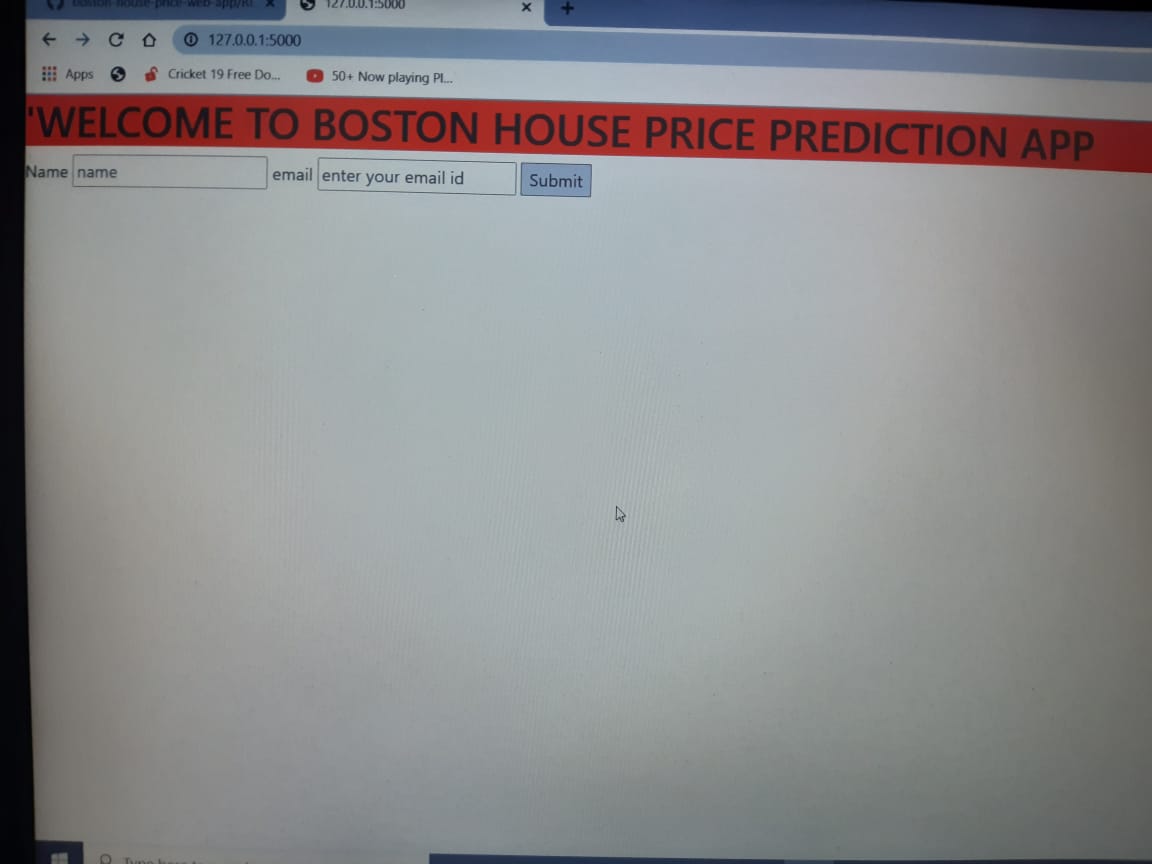 boston-house-price-web-app/RE
127.0.0.1:5000
127.0.0.1:5000
Apps Cricket 19 Free Do... 50+ Now playing Pl...
'WELCOME TO BOSTON HOUSE PRICE PREDICTION APP
Name name email enter your email id Submit
Type here to